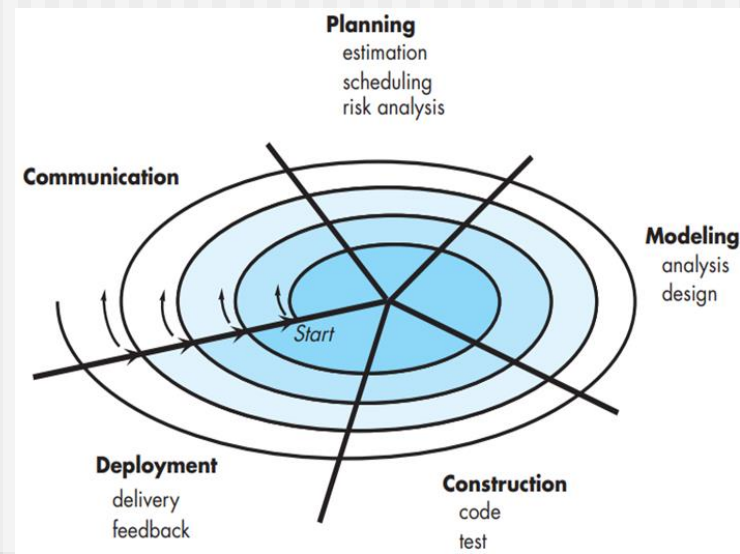 Planning
estimation
scheduling
risk analysis
Communication
Modeling
analysis
design
Start
Deployment
delivery
feedback
Construction
code
test